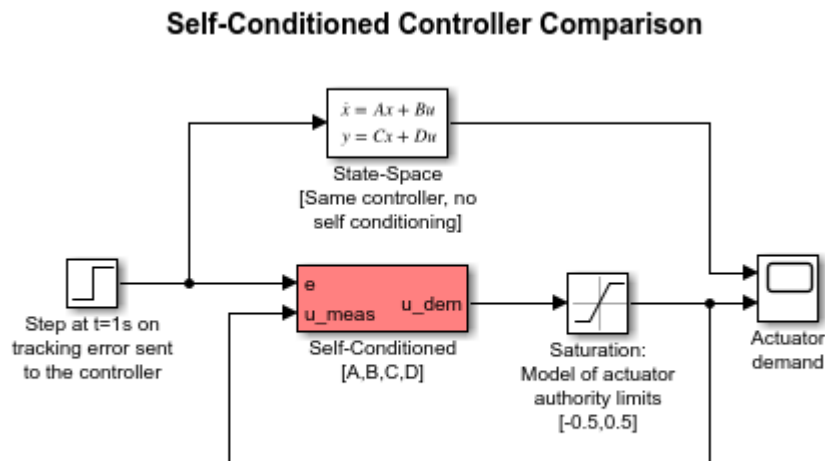 Self-Conditioned Controller Comparison
ẋ = Ax + Bu
y = Cx + Du
State-Space
[Same controller, no
self conditioning]
e
u_meas
u_dem
Step at t=1s on
tracking error sent
to the controller
Self-Conditioned
[A,B,C,D]
Saturation:
Model of actuator
authority limits
[-0.5,0.5]
Actuator
demand